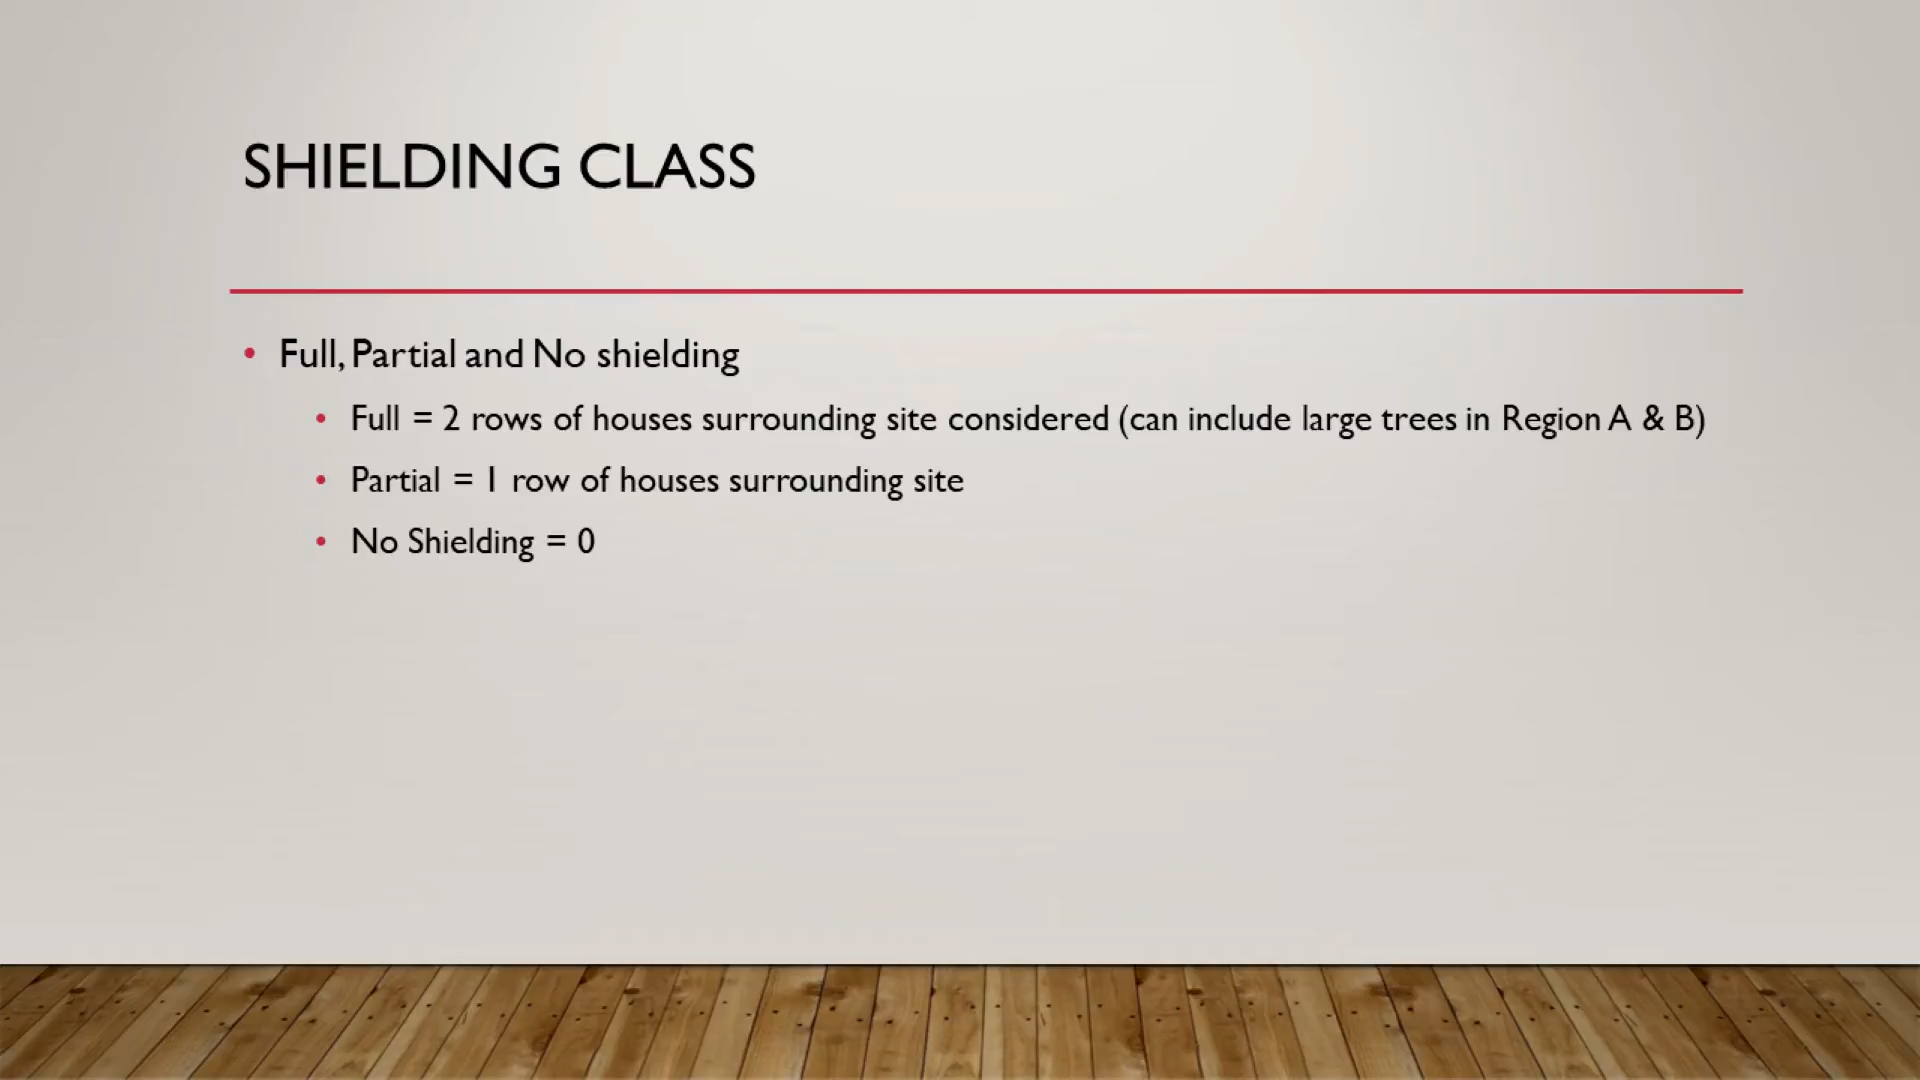 SHIELDING CLASS
• Full, Partial and No shielding
• Full = 2 rows of houses surrounding site considered (can include large trees in Region A & B)
• Partial = 1 row of houses surrounding site
• No Shielding = 0